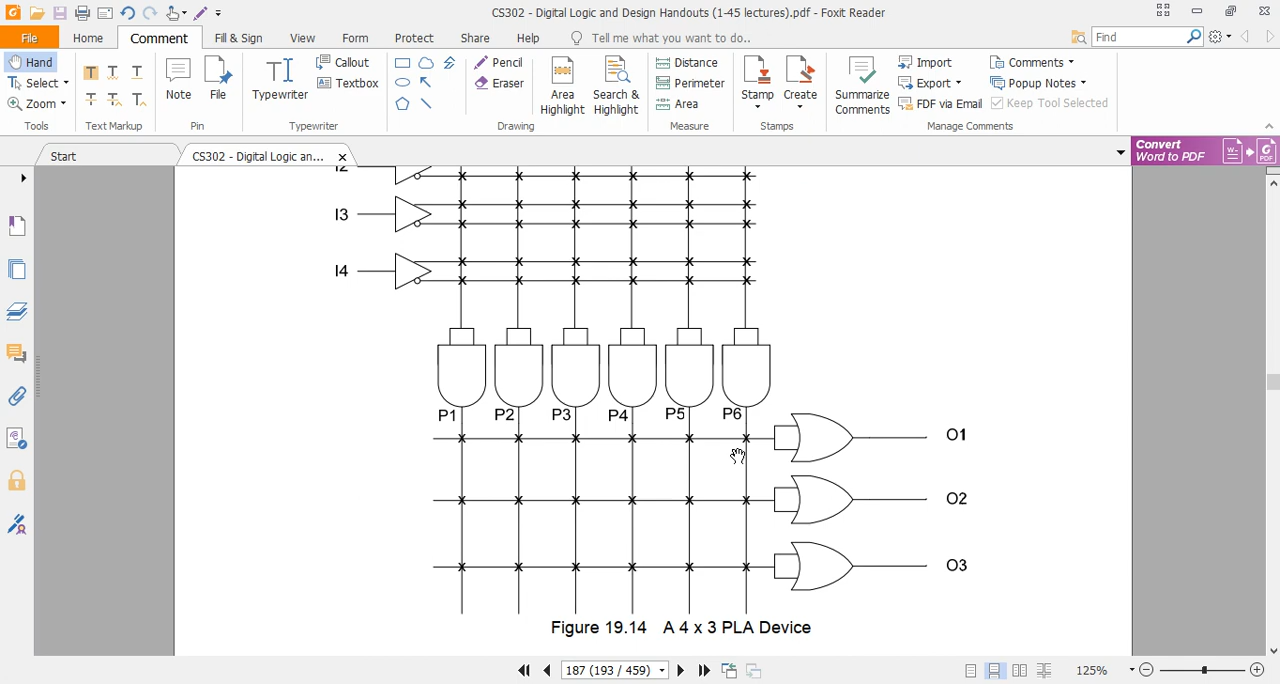 CS302 - Digital Logic and Design Handouts (1-45 lectures).pdf - Foxit Reader
File Home Comment Fill & Sign View Form Protect Share Help Tell me what you want to do.. Find
Hand Callout Pencil Distance Import Comments
Select Textbox Eraser Perimeter Export Popup Notes
Zoom Note File Typewriter Area Highlight Search & Highlight Area Stamp Create Summarize Comments FDF via Email Keep Tool Selected
Tools Text Markup Pin Typewriter Drawing Measure Stamps Manage Comments
Start CS302 - Digital Logic an... Convert Word to PDF
I2
I3
I4
P1 P2 P3 P4 P5 P6
O1
O2
O3
Figure 19.14 A 4 x 3 PLA Device
187 (193 / 459) 125%